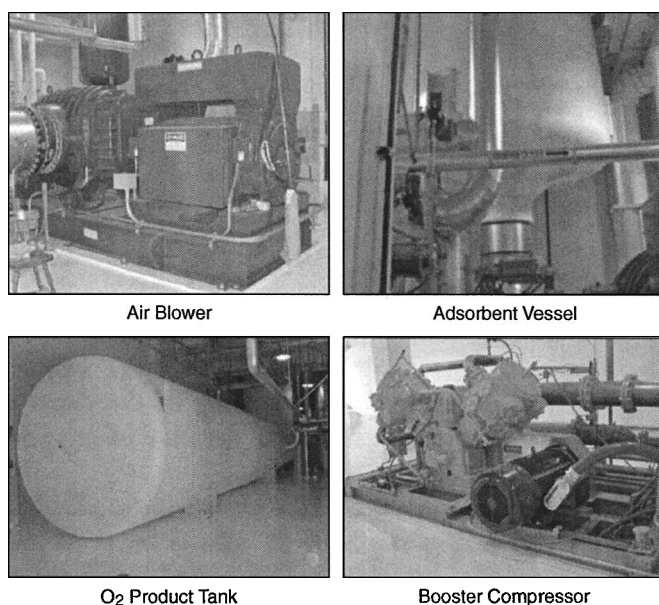 Air Blower
Adsorbent Vessel
O₂ Product Tank
Booster Compressor